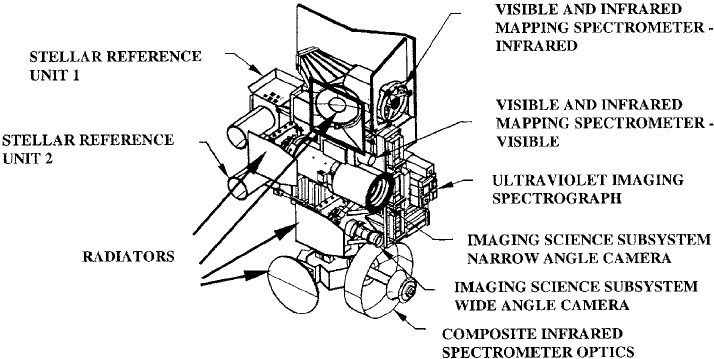 VISIBLE AND INFRARED
MAPPING SPECTROMETER -
INFRARED
STELLAR REFERENCE
UNIT 1
VISIBLE AND INFRARED
MAPPING SPECTROMETER -
VISIBLE
STELLAR REFERENCE
UNIT 2
ULTRAVIOLET IMAGING
SPECTROGRAPH
RADIATORS
IMAGING SCIENCE SUBSYSTEM
NARROW ANGLE CAMERA
IMAGING SCIENCE SUBSYSTEM
WIDE ANGLE CAMERA
COMPOSITE INFRARED
SPECTROMETER OPTICS